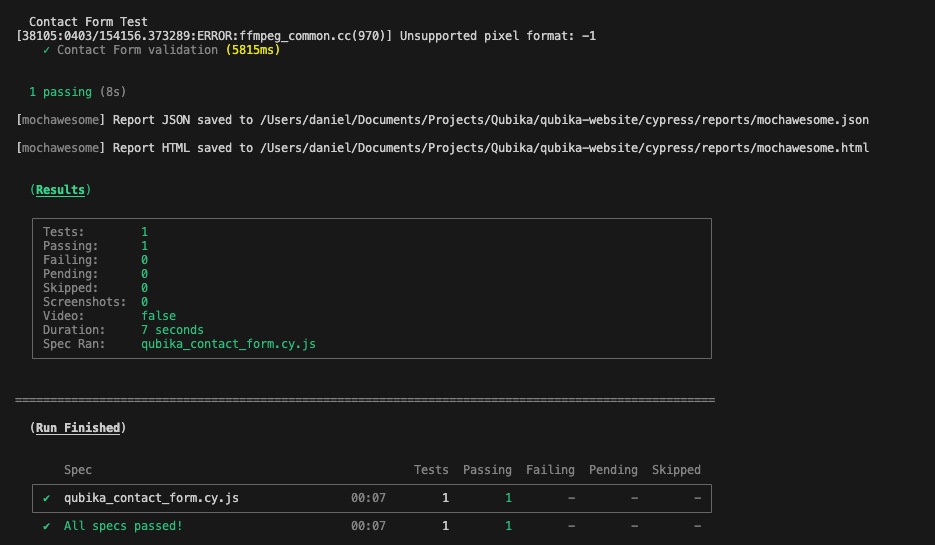 Contact Form Test
[38105:0403/154156.373289:ERROR:ffmpeg_common.cc(970)] Unsupported pixel format: -1
✓ Contact Form validation (5815ms)
1 passing (8s)
[mochawesome] Report JSON saved to /Users/daniel/Documents/Projects/Qubika/qubika-website/cypress/reports/mochawesome.json
[mochawesome] Report HTML saved to /Users/daniel/Documents/Projects/Qubika/qubika-website/cypress/reports/mochawesome.html
(Results)
Tests: 1
Passing: 1
Failing: 0
Pending: 0
Skipped: 0
Screenshots: 0
Video: false
Duration: 7 seconds
Spec Ran: qubika_contact_form.cy.js
(Run Finished)
Spec Tests Passing Failing Pending Skipped
✔ qubika_contact_form.cy.js 00:07 1 1 – – –
✔ All specs passed! 00:07 1 1 – – –